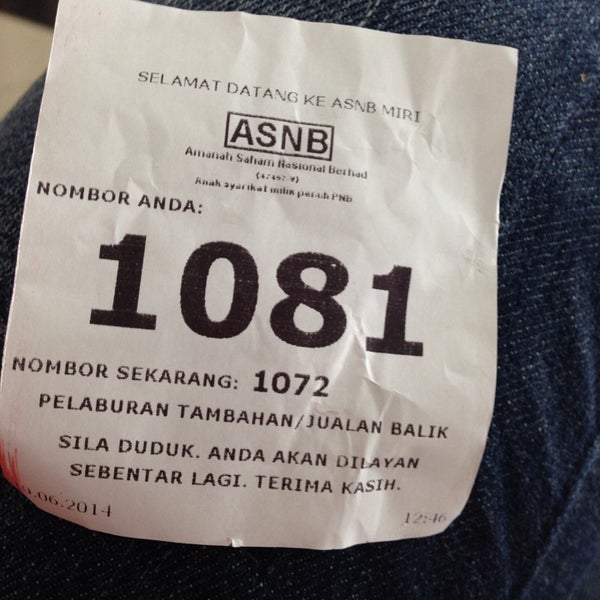 SELAMAT DATANG KE ASNB MIRI
ASNB
Amanah Saham Nasional Berhad
(47457-V)
Anak syarikat milik penuh PNB
NOMBOR ANDA:
1081
NOMBOR SEKARANG: 1072
PELABURAN TAMBAHAN/JUALAN BALIK
SILA DUDUK. ANDA AKAN DILAYAN
SEBENTAR LAGI. TERIMA KASIH.
.06.2014 12:46